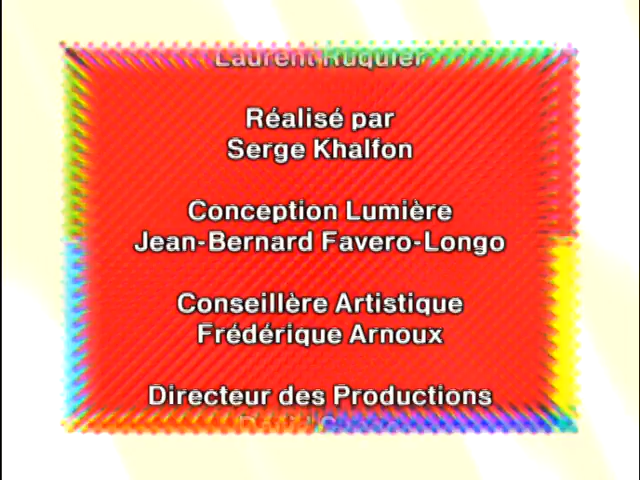 Laurent Ruquier
Réalisé par
Serge Khalfon
Conception Lumière
Jean-Bernard Favero-Longo
Conseillère Artistique
Frédérique Arnoux
Directeur des Productions